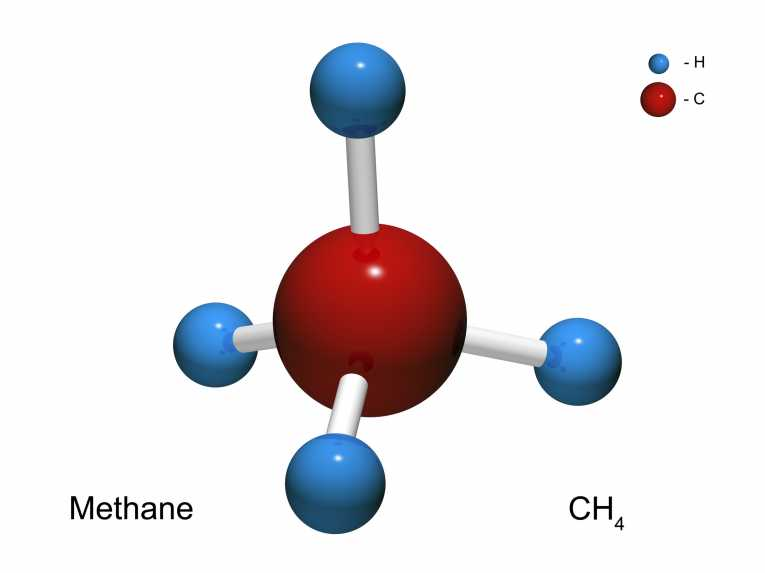 - H
- C
Methane
CH₄